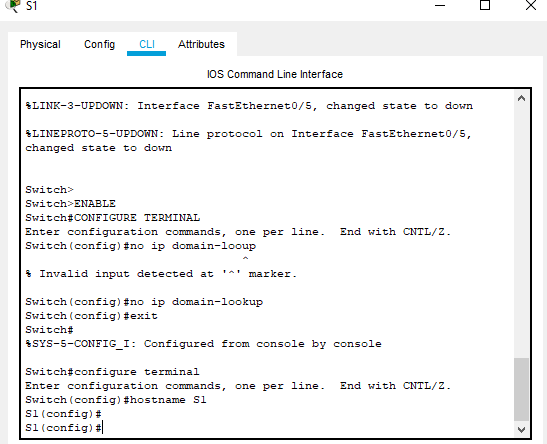 S1
Physical Config CLI Attributes
IOS Command Line Interface
%LINK-3-UPDOWN: Interface FastEthernet0/5, changed state to down
%LINEPROTO-5-UPDOWN: Line protocol on Interface FastEthernet0/5,
changed state to down
Switch>
Switch>ENABLE
Switch#CONFIGURE TERMINAL
Enter configuration commands, one per line. End with CNTL/Z.
Switch(config)#no ip domain-looup
^
% Invalid input detected at '^' marker.
Switch(config)#no ip domain-lookup
Switch(config)#exit
Switch#
%SYS-5-CONFIG_I: Configured from console by console
Switch#configure terminal
Enter configuration commands, one per line. End with CNTL/Z.
Switch(config)#hostname S1
S1(config)#
S1(config)#